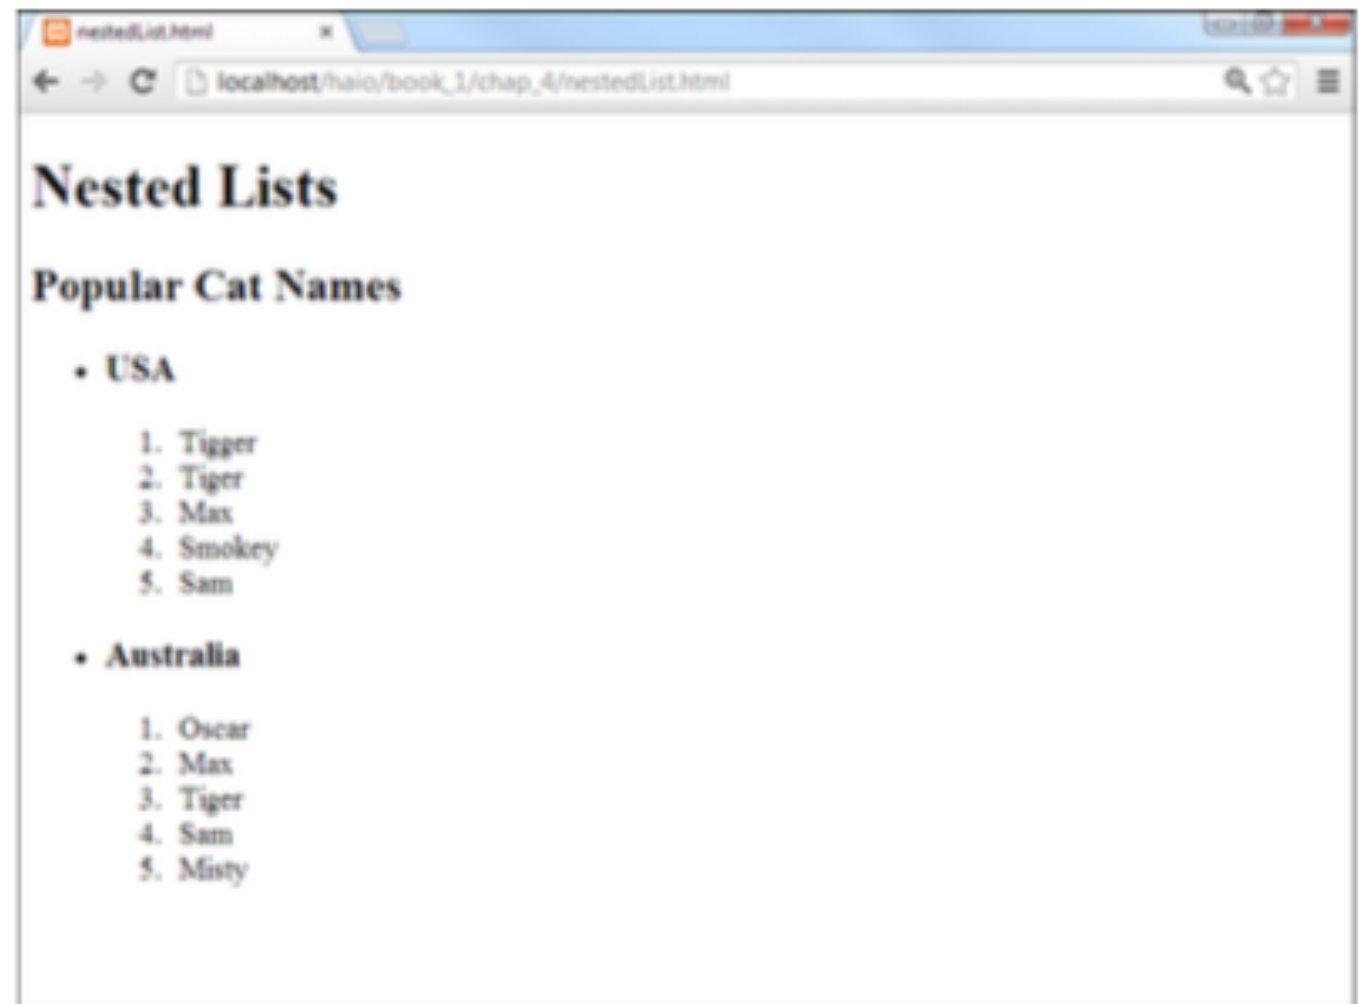 nestedList.html
localhost/haio/book_1/chap_4/nestedList.html
Nested Lists
Popular Cat Names
• USA
1. Tigger
2. Tiger
3. Max
4. Smokey
5. Sam
• Australia
1. Oscar
2. Max
3. Tiger
4. Sam
5. Misty